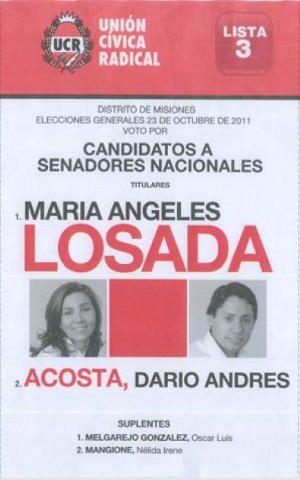 UCR
UNIÓN
CÍVICA
RADICAL
LISTA
3
DISTRITO DE MISIONES
ELECCIONES GENERALES 23 DE OCTUBRE DE 2011
VOTO POR
CANDIDATOS A
SENADORES NACIONALES
TITULARES
1. MARIA ANGELES
LOSADA
2. ACOSTA, DARIO ANDRES
SUPLENTES
1. MELGAREJO GONZALEZ, Oscar Luis
2. MANGIONE, Nélida Irene